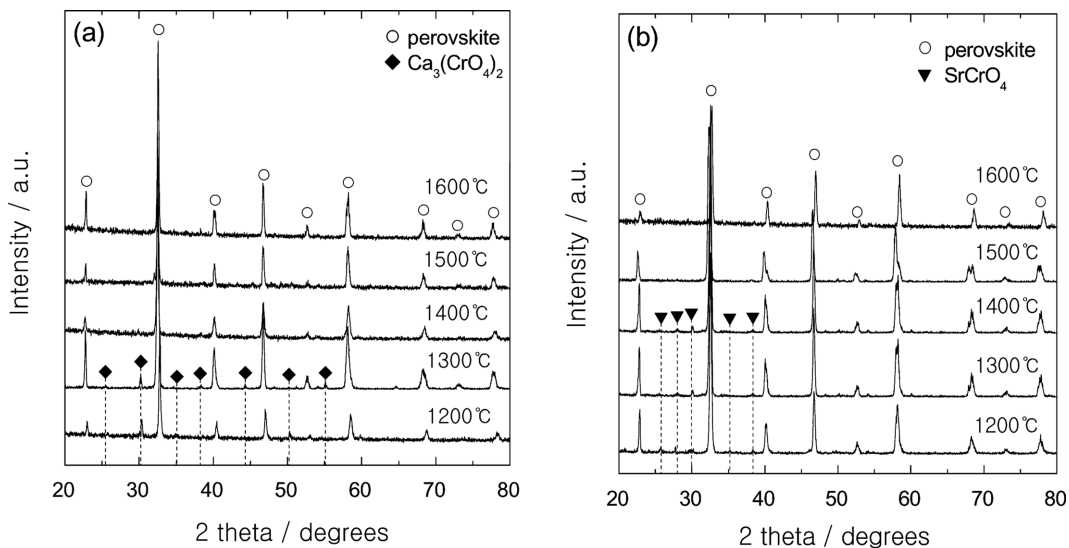 (a)
○ perovskite
◆ Ca₃(CrO₄)₂
1600℃
1500℃
1400℃
1300℃
1200℃
Intensity / a.u.
20 30 40 50 60 70 80
2 theta / degrees
(b)
○ perovskite
▼ SrCrO₄
1600℃
1500℃
1400℃
1300℃
1200℃
Intensity / a.u.
20 30 40 50 60 70 80
2 theta / degrees